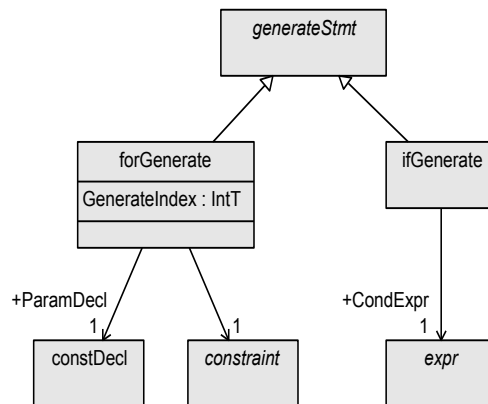 generateStmt
forGenerate
ifGenerate
GenerateIndex : IntT
+ParamDecl
+CondExpr
1
1
1
constDecl
constraint
expr